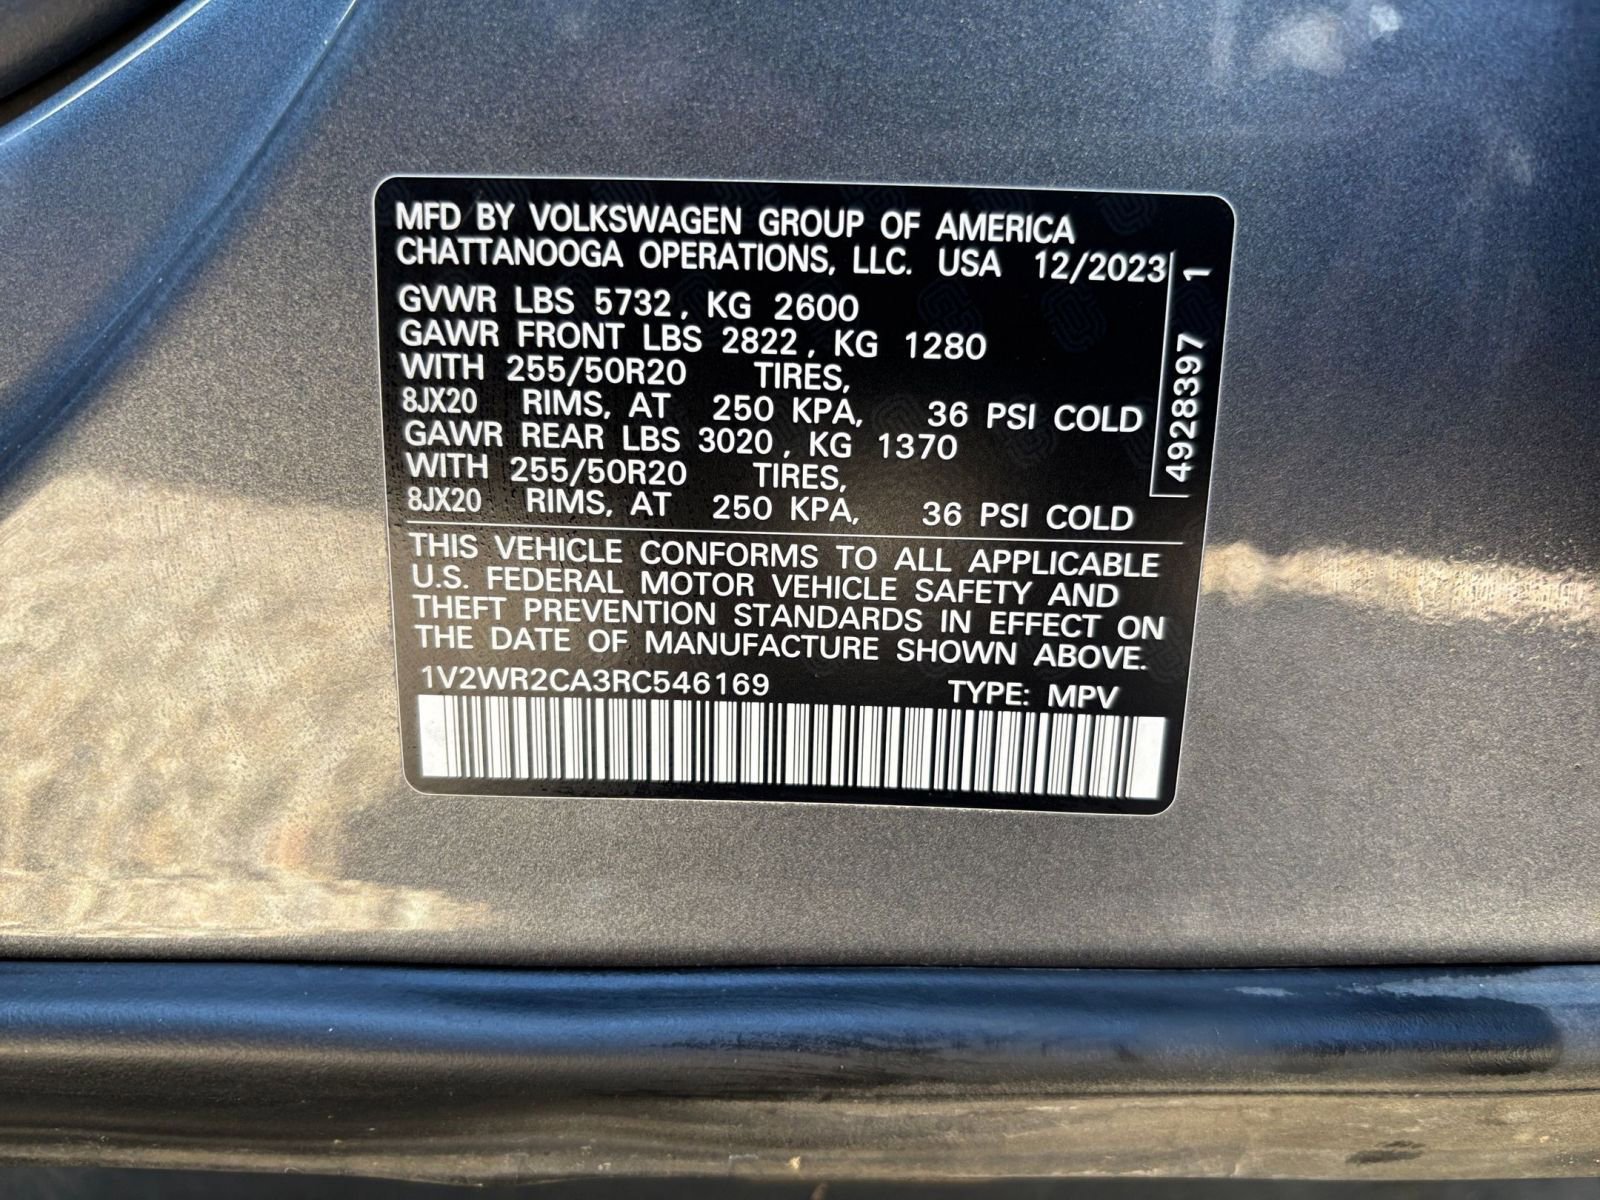 MFD BY VOLKSWAGEN GROUP OF AMERICA
CHATTANOOGA OPERATIONS, LLC. USA 12/2023
GVWR LBS 5732, KG 2600
GAWR FRONT LBS 2822, KG 1280
WITH 255/50R20 TIRES,
8JX20 RIMS, AT 250 KPA, 36 PSI COLD
GAWR REAR LBS 3020, KG 1370
WITH 255/50R20 TIRES,
8JX20 RIMS, AT 250 KPA, 36 PSI COLD
4928397 1
THIS VEHICLE CONFORMS TO ALL APPLICABLE
U.S. FEDERAL MOTOR VEHICLE SAFETY AND
THEFT PREVENTION STANDARDS IN EFFECT ON
THE DATE OF MANUFACTURE SHOWN ABOVE.
1V2WR2CA3RC546169 TYPE: MPV